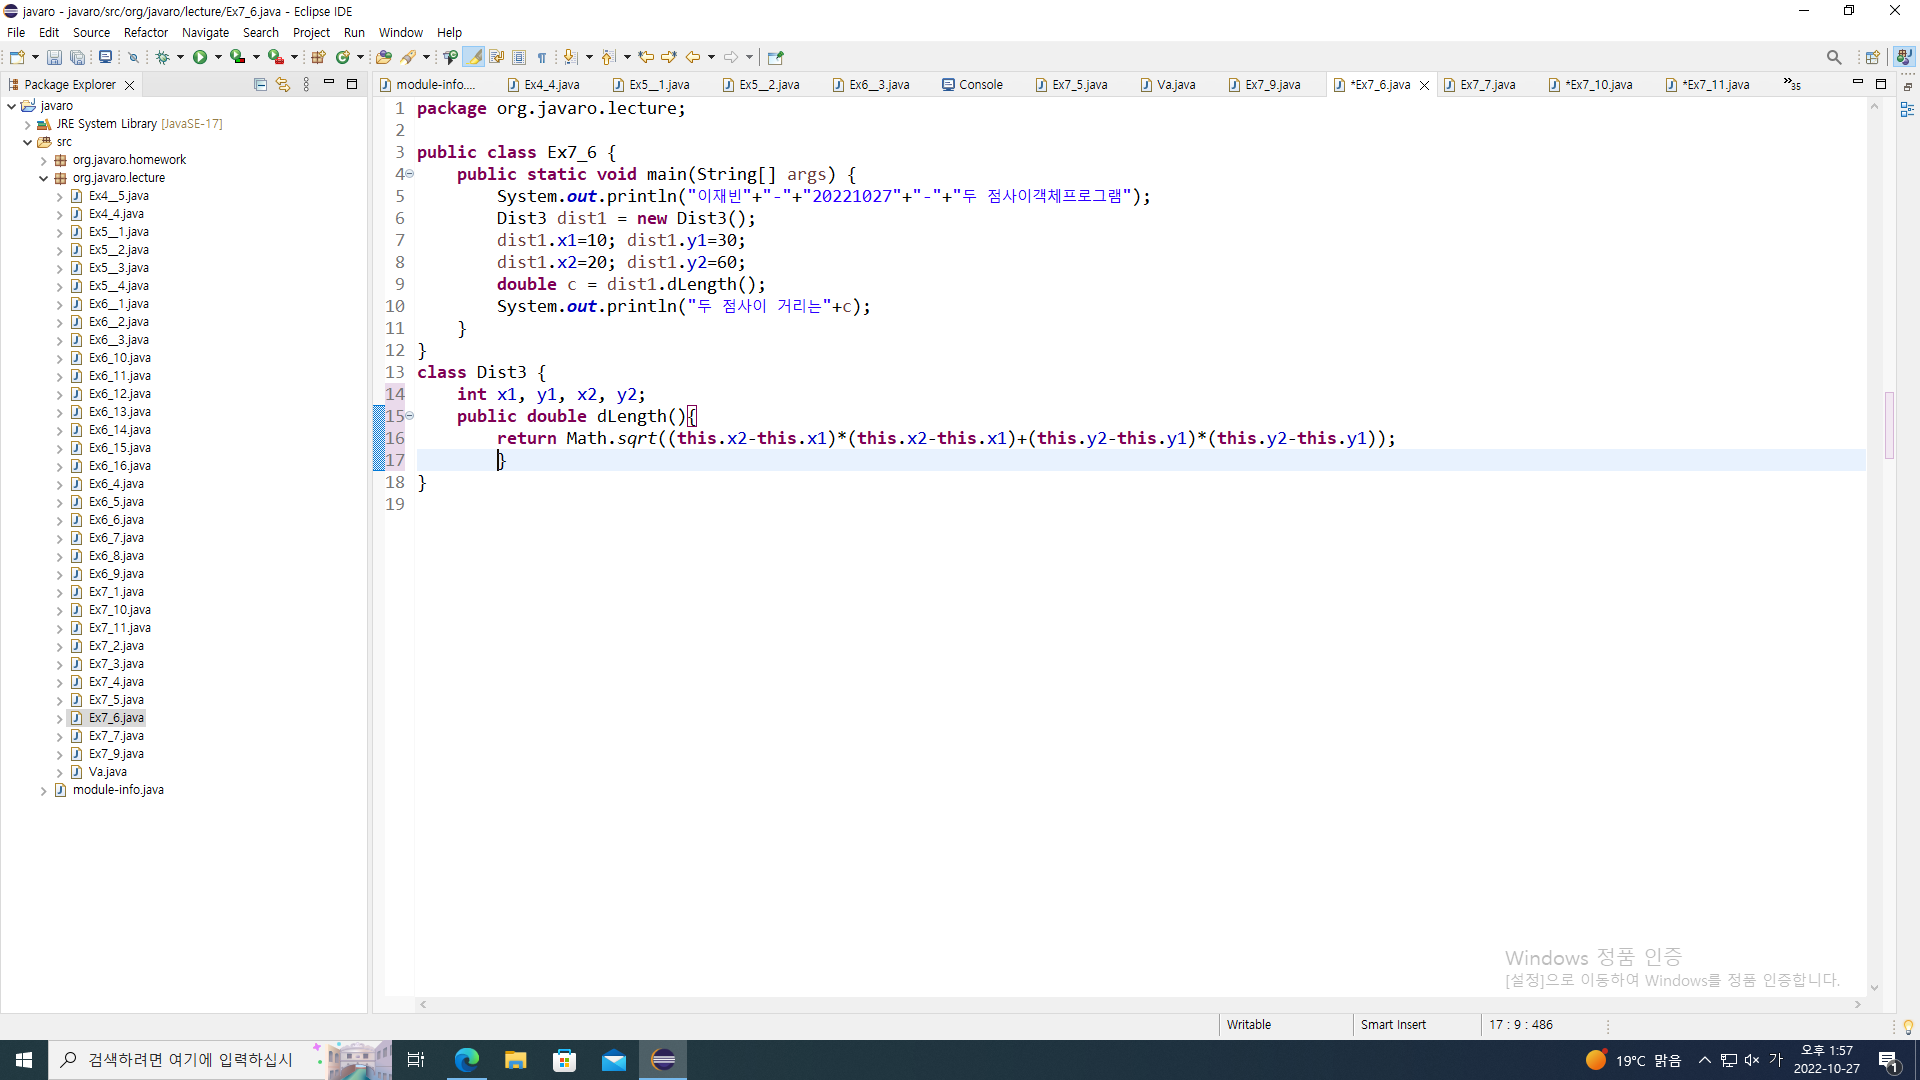 javaro - javaro/src/org/javaro/lecture/Ex7_6.java - Eclipse IDE
File Edit Source Refactor Navigate Search Project Run Window Help
Package Explorer
module-info.... Ex4_4.java Ex5__1.java Ex5__2.java Ex6__3.java Console Ex7_5.java Va.java Ex7_9.java *Ex7_6.java Ex7_7.java *Ex7_10.java *Ex7_11.java »35
javaro
JRE System Library [JavaSE-17]
src
org.javaro.homework
org.javaro.lecture
Ex4__5.java
Ex4_4.java
Ex5__1.java
Ex5__2.java
Ex5__3.java
Ex5__4.java
Ex6__1.java
Ex6__2.java
Ex6__3.java
Ex6_10.java
Ex6_11.java
Ex6_12.java
Ex6_13.java
Ex6_14.java
Ex6_15.java
Ex6_16.java
Ex6_4.java
Ex6_5.java
Ex6_6.java
Ex6_7.java
Ex6_8.java
Ex6_9.java
Ex7_1.java
Ex7_10.java
Ex7_11.java
Ex7_2.java
Ex7_3.java
Ex7_4.java
Ex7_5.java
Ex7_6.java
Ex7_7.java
Ex7_9.java
Va.java
module-info.java
1 package org.javaro.lecture;
2
3 public class Ex7_6 {
4 public static void main(String[] args) {
5 System.out.println("이재빈"+"-"+"20221027"+"-"+"두 점사이객체프로그램");
6 Dist3 dist1 = new Dist3();
7 dist1.x1=10; dist1.y1=30;
8 dist1.x2=20; dist1.y2=60;
9 double c = dist1.dLength();
10 System.out.println("두 점사이 거리는"+c);
11 }
12 }
13 class Dist3 {
14 int x1, y1, x2, y2;
15 public double dLength(){
16 return Math.sqrt((this.x2-this.x1)*(this.x2-this.x1)+(this.y2-this.y1)*(this.y2-this.y1));
17 }
18 }
19
Windows 정품 인증
[설정]으로 이동하여 Windows를 정품 인증합니다.
Writable Smart Insert 17 : 9 : 486
검색하려면 여기에 입력하십시
19°C 맑음 가 오후 1:57
2022-10-27
1